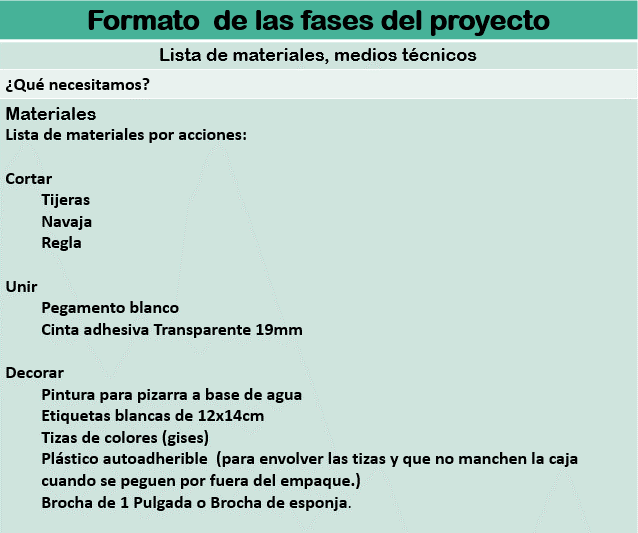 Formato de las fases del proyecto
Lista de materiales, medios técnicos
¿Qué necesitamos?
Materiales
Lista de materiales por acciones:
Cortar
Tijeras
Navaja
Regla
Unir
Pegamento blanco
Cinta adhesiva Transparente 19mm
Decorar
Pintura para pizarra a base de agua
Etiquetas blancas de 12x14cm
Tizas de colores (gises)
Plástico autoadherible (para envolver las tizas y que no manchen la caja
cuando se peguen por fuera del empaque.)
Brocha de 1 Pulgada o Brocha de esponja.